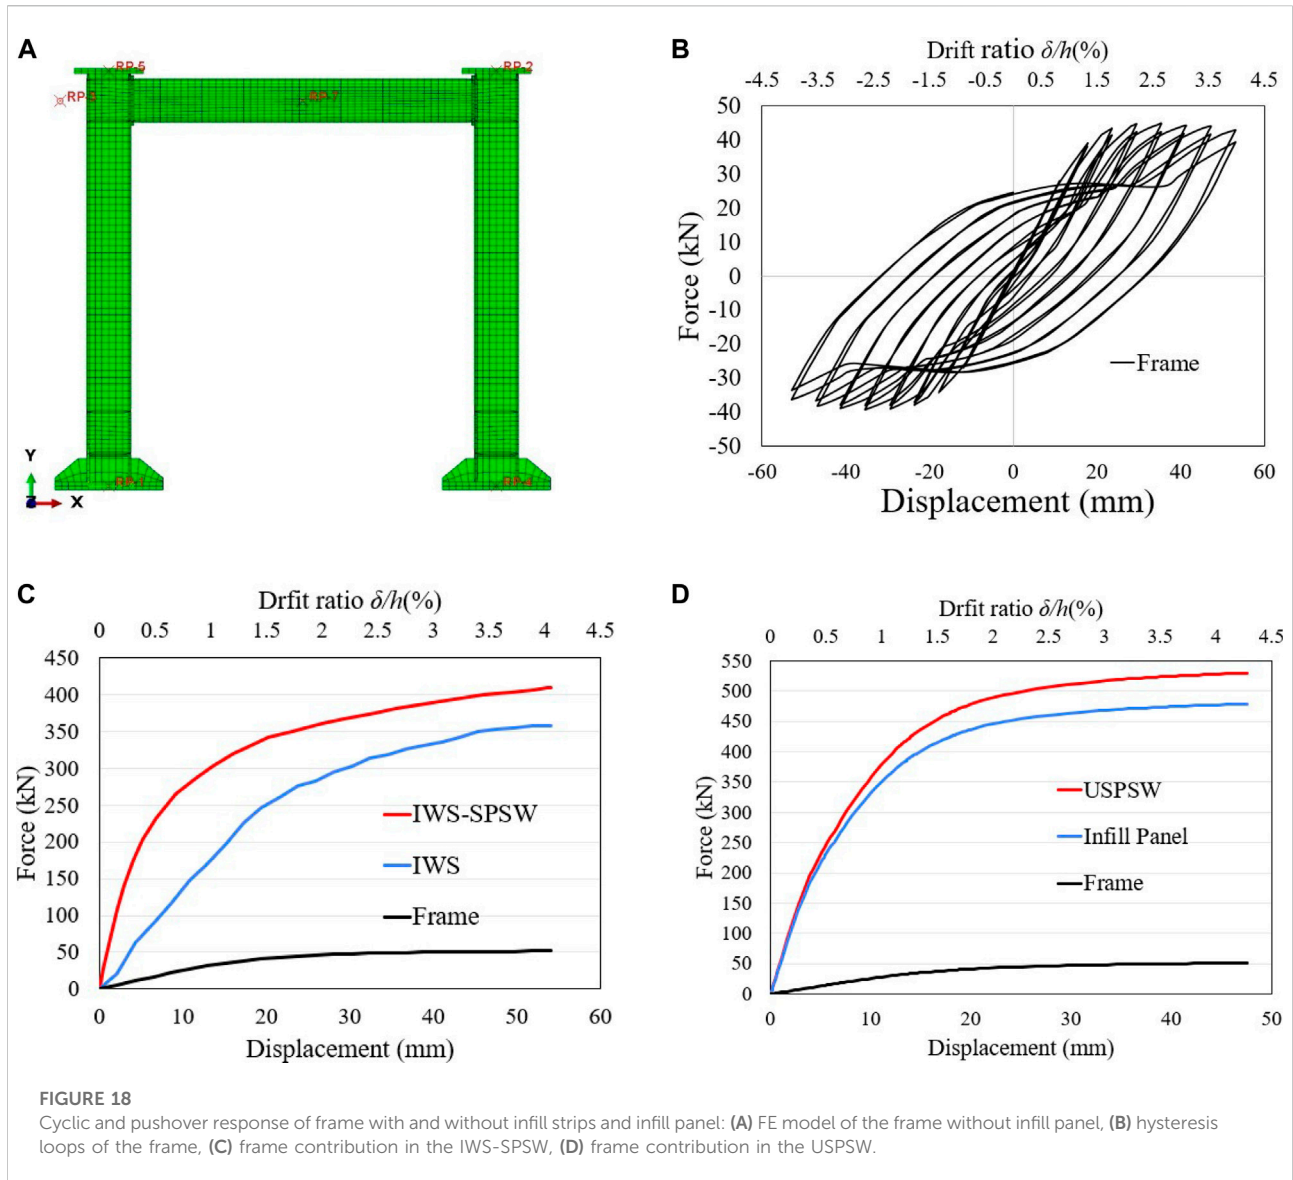 A
RP-5
RP-2
RP-3
RP-7
RP-1
RP-4
Y
Z
X
B
Drift ratio δ/h(%)
-4.5 -3.5 -2.5 -1.5 -0.5 0.5 1.5 2.5 3.5 4.5
50
40
30
20
10
0
-10
-20
-30
-40
-50
Force (kN)
Frame
-60 -40 -20 0 20 40 60
Displacement (mm)
C
Drfit ratio δ/h(%)
0 0.5 1 1.5 2 2.5 3 3.5 4 4.5
450
400
350
300
250
200
150
100
50
0
Force (kN)
IWS-SPSW
IWS
Frame
0 10 20 30 40 50 60
Displacement (mm)
D
Drfit ratio δ/h(%)
0 0.5 1 1.5 2 2.5 3 3.5 4 4.5
550
500
450
400
350
300
250
200
150
100
50
0
Force (kN)
USPSW
Infill Panel
Frame
0 10 20 30 40 50
Displacement (mm)
FIGURE 18
Cyclic and pushover response of frame with and without infill strips and infill panel: (A) FE model of the frame without infill panel, (B) hysteresis
loops of the frame, (C) frame contribution in the IWS-SPSW, (D) frame contribution in the USPSW.